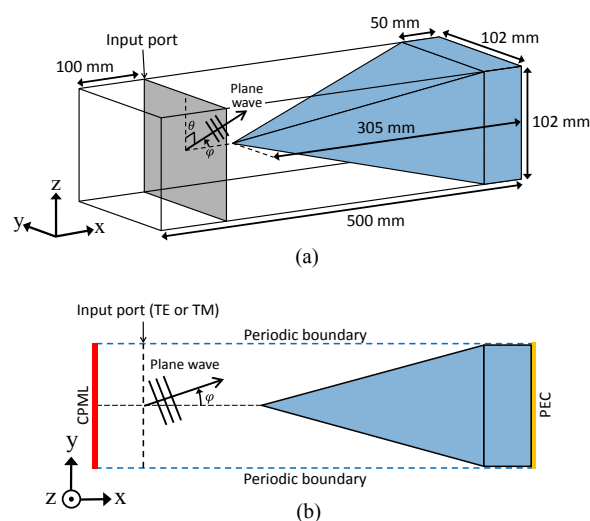 50 mm
102 mm
Input port
100 mm
Plane
wave
θ
φ
305 mm
102 mm
500 mm
z
y
x
(a)
Input port (TE or TM)
Periodic boundary
Plane wave
φ
CPML
PEC
y
z
x
Periodic boundary
(b)